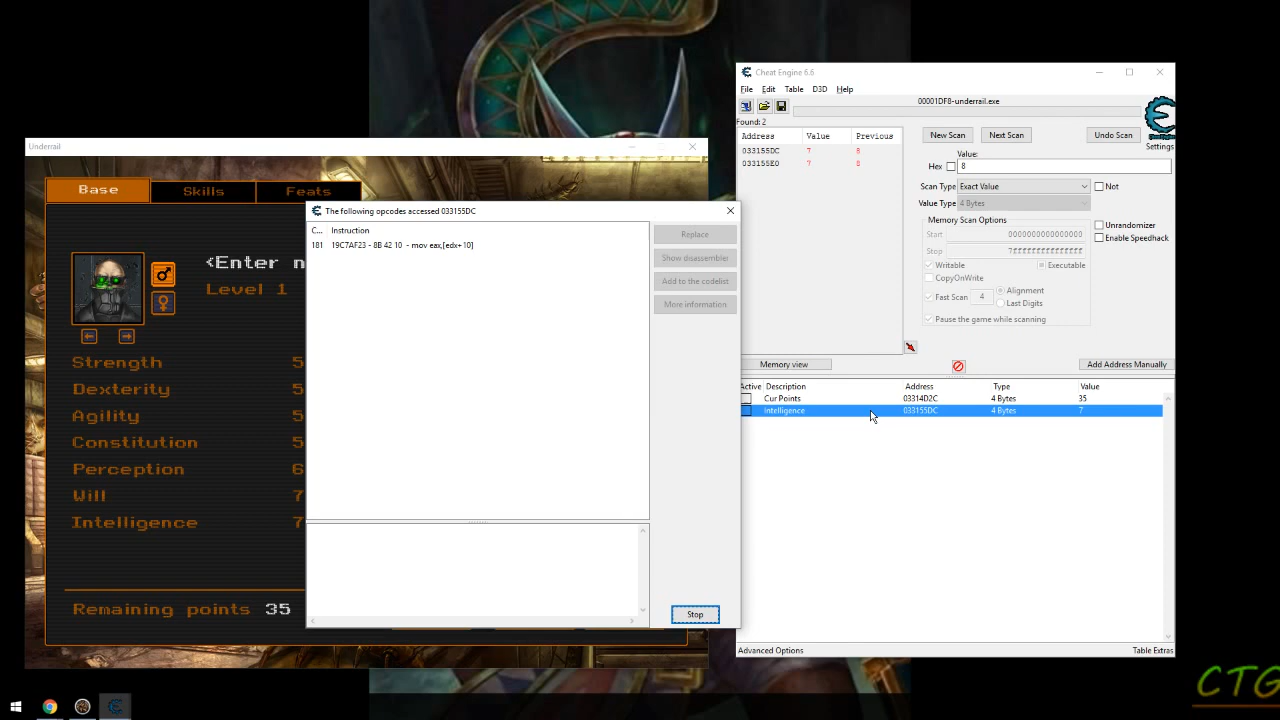 Underrail
Base
Skills
Feats
<Enter n
Level 1
Strength 5
Dexterity 5
Agility 5
Constitution 5
Perception 6
Will 7
Intelligence 7
Remaining points 35
The following opcodes accessed 033155DC
C... Instruction
181 19C7AF23 - 8B 42 10 - mov eax,[edx+10]
Replace
Show disassembler
Add to the codelist
More information
Stop
Cheat Engine 6.6
File Edit Table D3D Help
00001DF8-underrail.exe
Found: 2
Address Value Previous
033155DC 7 8
033155E0 7 8
New Scan
Next Scan
Undo Scan
Settings
Value:
Hex 8
Scan Type Exact Value
Not
Value Type 4 Bytes
Memory Scan Options
Start 0000000000000000
Stop 7fffffffffffffff
Writable
Executable
CopyOnWrite
Fast Scan 4
Alignment
Last Digits
Pause the game while scanning
Unrandomizer
Enable Speedhack
Memory view
Add Address Manually
Active Description Address Type Value
Cur Points 03314D2C 4 Bytes 35
Intelligence 033155DC 4 Bytes 7
Advanced Options
Table Extras
CTG